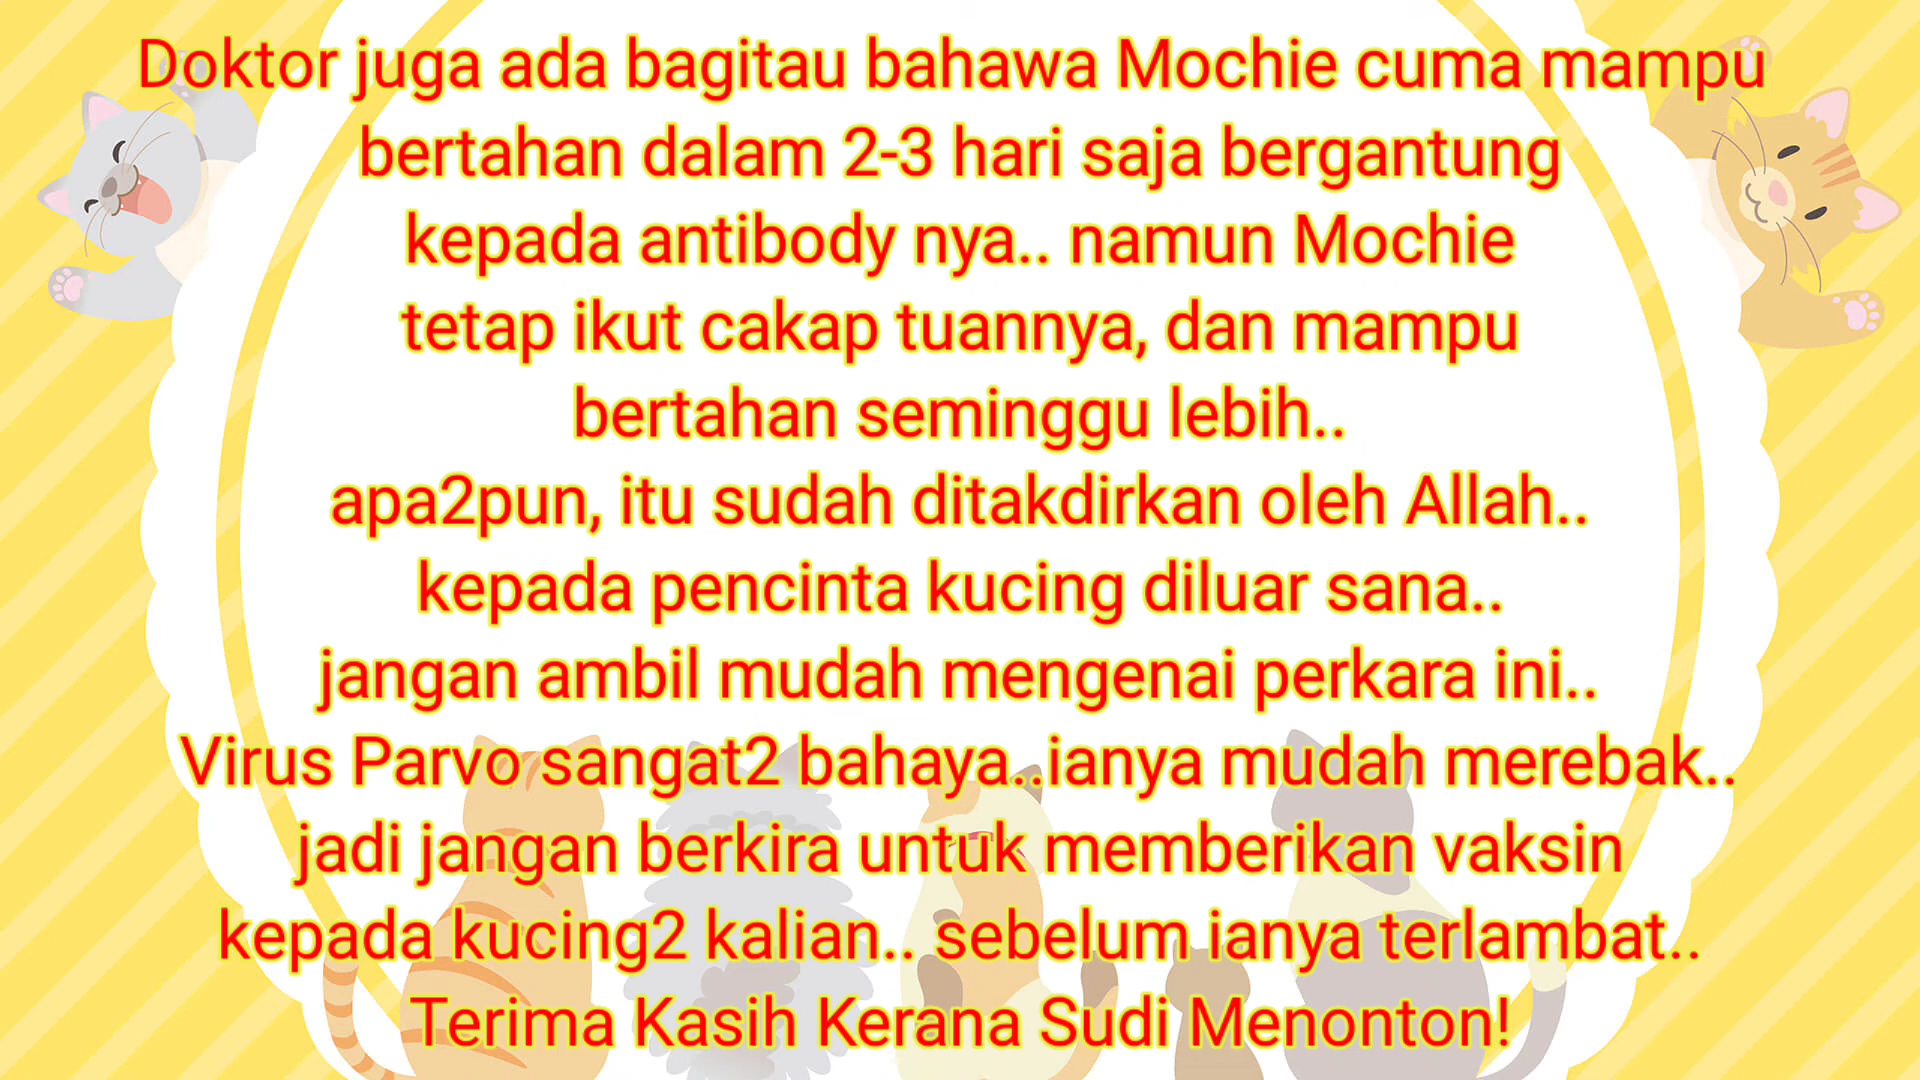 Doktor juga ada bagitau bahawa Mochie cuma mampu
bertahan dalam 2-3 hari saja bergantung
kepada antibody nya.. namun Mochie
tetap ikut cakap tuannya, dan mampu
bertahan seminggu lebih..
apa2pun, itu sudah ditakdirkan oleh Allah..
kepada pencinta kucing diluar sana..
jangan ambil mudah mengenai perkara ini..
Virus Parvo sangat2 bahaya..ianya mudah merebak..
jadi jangan berkira untuk memberikan vaksin
kepada kucing2 kalian.. sebelum ianya terlambat..
Terima Kasih Kerana Sudi Menonton!